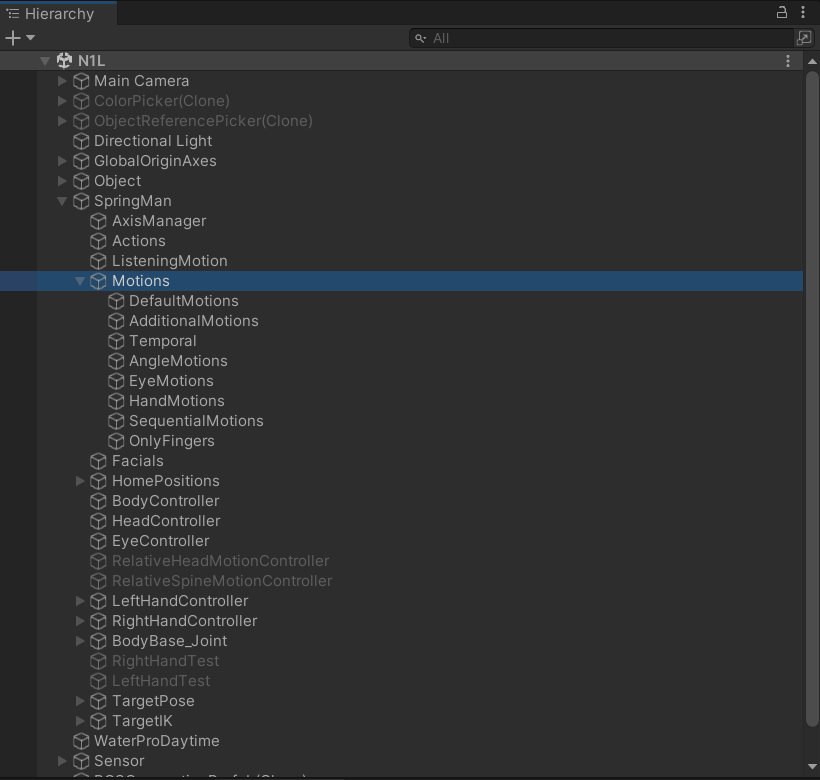 Hierarchy
All
N1L
Main Camera
ColorPicker(Clone)
ObjectReferencePicker(Clone)
Directional Light
GlobalOriginAxes
Object
SpringMan
AxisManager
Actions
ListeningMotion
Motions
DefaultMotions
AdditionalMotions
Temporal
AngleMotions
EyeMotions
HandMotions
SequentialMotions
OnlyFingers
Facials
HomePositions
BodyController
HeadController
EyeController
RelativeHeadMotionController
RelativeSpineMotionController
LeftHandController
RightHandController
BodyBase_Joint
RightHandTest
LeftHandTest
TargetPose
TargetIK
WaterProDaytime
Sensor